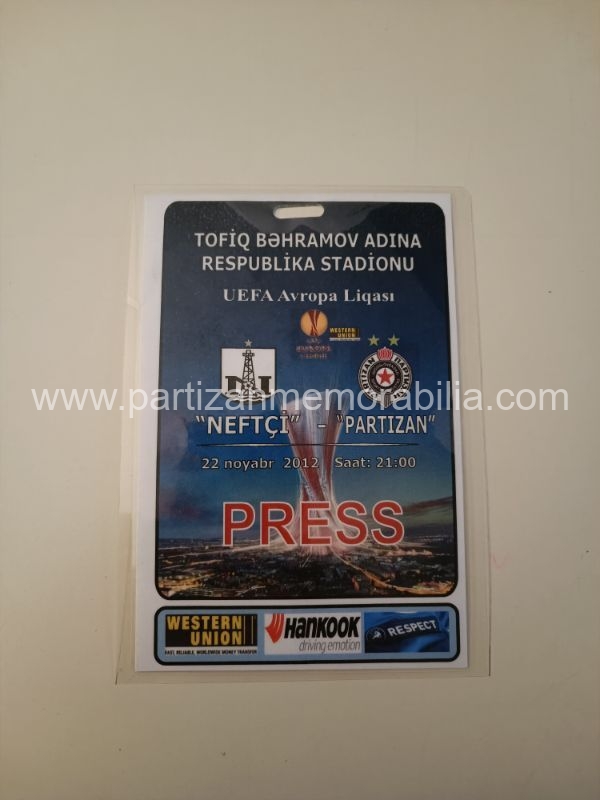 TOFİQ BƏHRAMOV ADINA
RESPUBLİKA STADİONU
UEFA Avropa Liqası
WESTERN
UNION
PARTIZAN
www.partizanmemorabilia.com
"NEFTÇİ" - "PARTIZAN"
22 noyabr 2012 Saat: 21:00
PRESS
WESTERN
UNION
FAST, RELIABLE, WORLDWIDE MONEY TRANSFER
HANKOOK
driving emotion
RESPECT